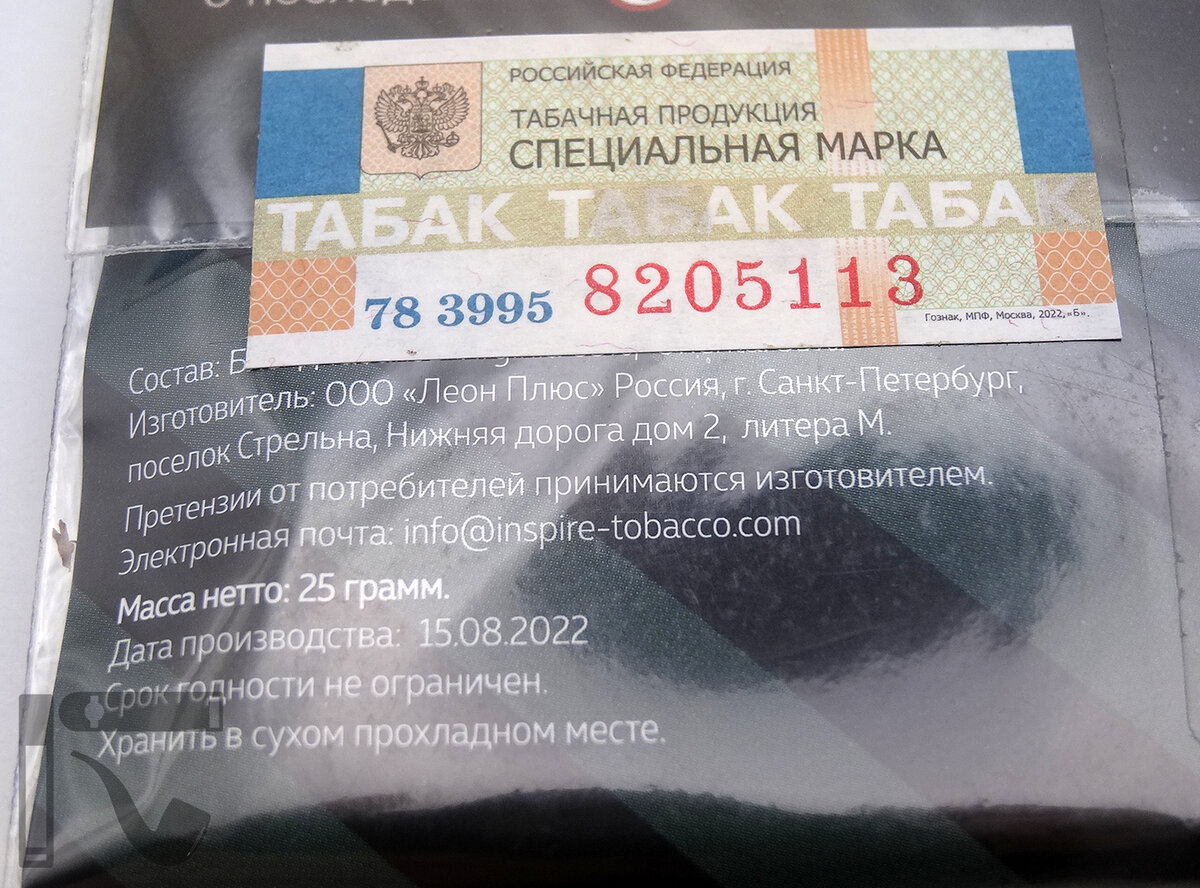 РОССИЙСКАЯ ФЕДЕРАЦИЯ
ТАБАЧНАЯ ПРОДУКЦИЯ
СПЕЦИАЛЬНАЯ МАРКА
ТАБАК ТАБАК ТАБАК
78 3995 8205113
Гознак, МПФ, Москва, 2022, «Б».
Состав:
Изготовитель: ООО «Леон Плюс» Россия, г. Санкт-Петербург,
поселок Стрельна, Нижняя дорога дом 2, литера М.
Претензии от потребителей принимаются изготовителем.
Электронная почта: info@inspire-tobacco.com
Масса нетто: 25 грамм.
Дата производства: 15.08.2022
Срок годности не ограничен.
Хранить в сухом прохладном месте.